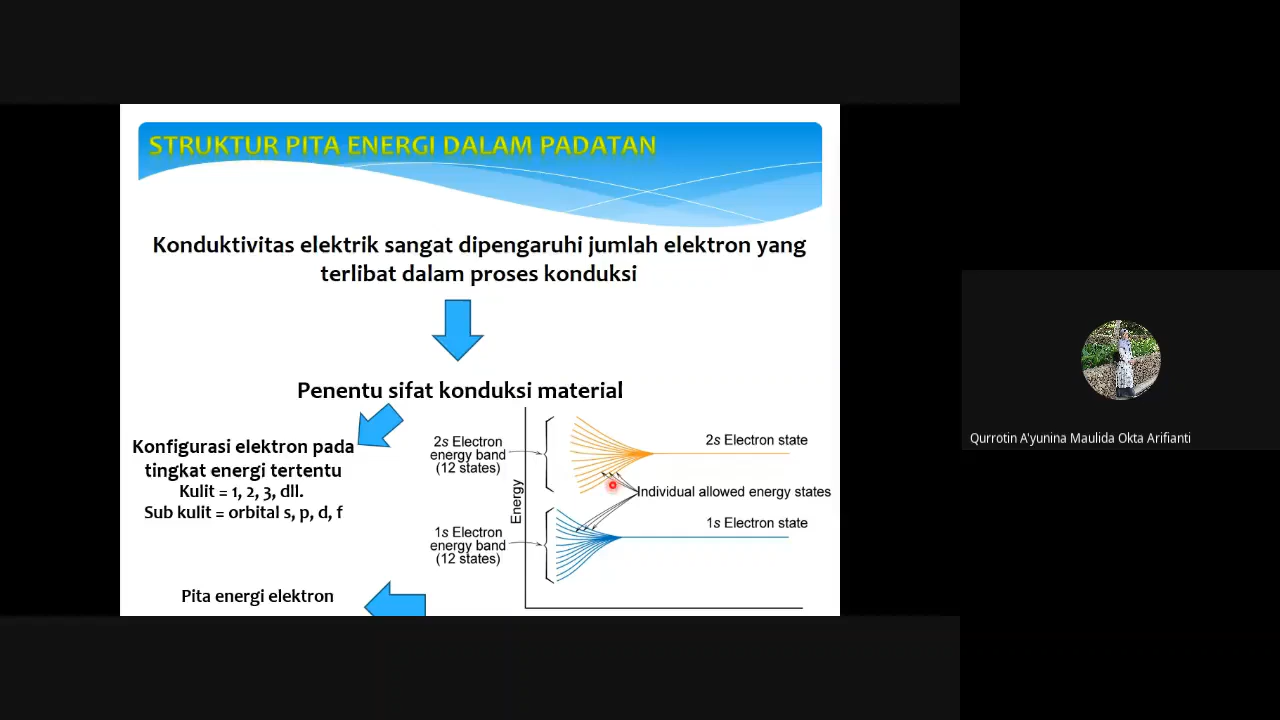 STRUKTUR PITA ENERGI DALAM PADATAN
Konduktivitas elektrik sangat dipengaruhi jumlah elektron yang
terlibat dalam proses konduksi
Penentu sifat konduksi material
Konfigurasi elektron pada
tingkat energi tertentu
Kulit = 1, 2, 3, dll.
Sub kulit = orbital s, p, d, f
Pita energi elektron
2s Electron
energy band
(12 states)
1s Electron
energy band
(12 states)
Energy
2s Electron state
Individual allowed energy states
1s Electron state
Qurrotin A'yunina Maulida Okta Arifianti